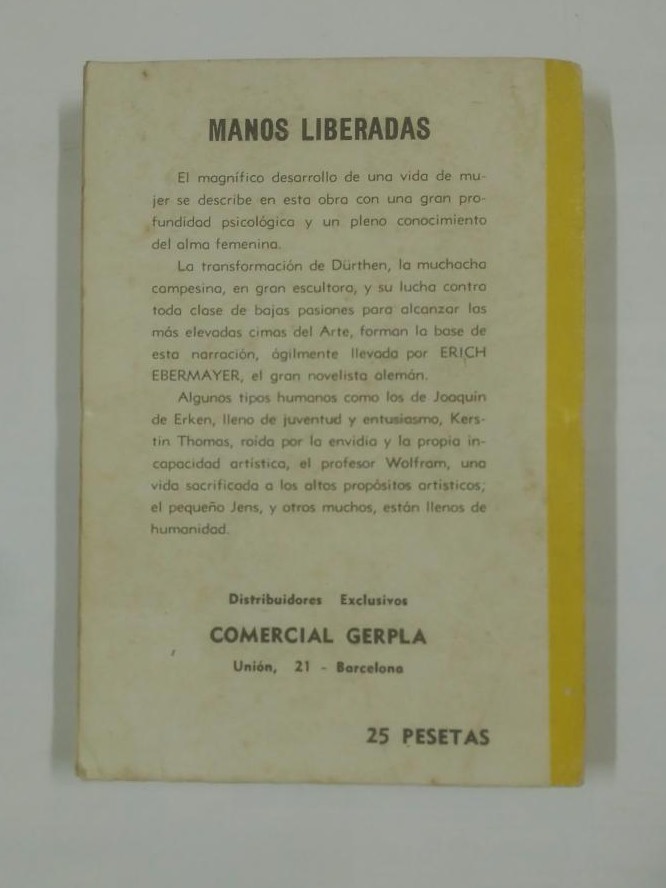 MANOS LIBERADAS
El magnífico desarrollo de una vida de mu-
jer se describe en esta obra con una gran pro-
fundidad psicológica y un pleno conocimiento
del alma femenina.
La transformación de Dürthen, la muchacha
campesina, en gran escultora, y su lucha contra
toda clase de bajas pasiones para alcanzar las
más elevadas cimas del Arte, forman la base de
esta narración, ágilmente llevada por ERICH
EBERMAYER, el gran novelista alemán.
Algunos tipos humanos como los de Joaquín
de Erken, lleno de juventud y entusiasmo, Kers-
tin Thomas, roída por la envidia y la propia in-
capacidad artística, el profesor Wolfram, una
vida sacrificada a los altos propósitos artísticos;
el pequeño Jens, y otros muchos, están llenos de
humanidad.
Distribuidores Exclusivos
COMERCIAL GERPLA
Unión, 21 - Barcelona
25 PESETAS